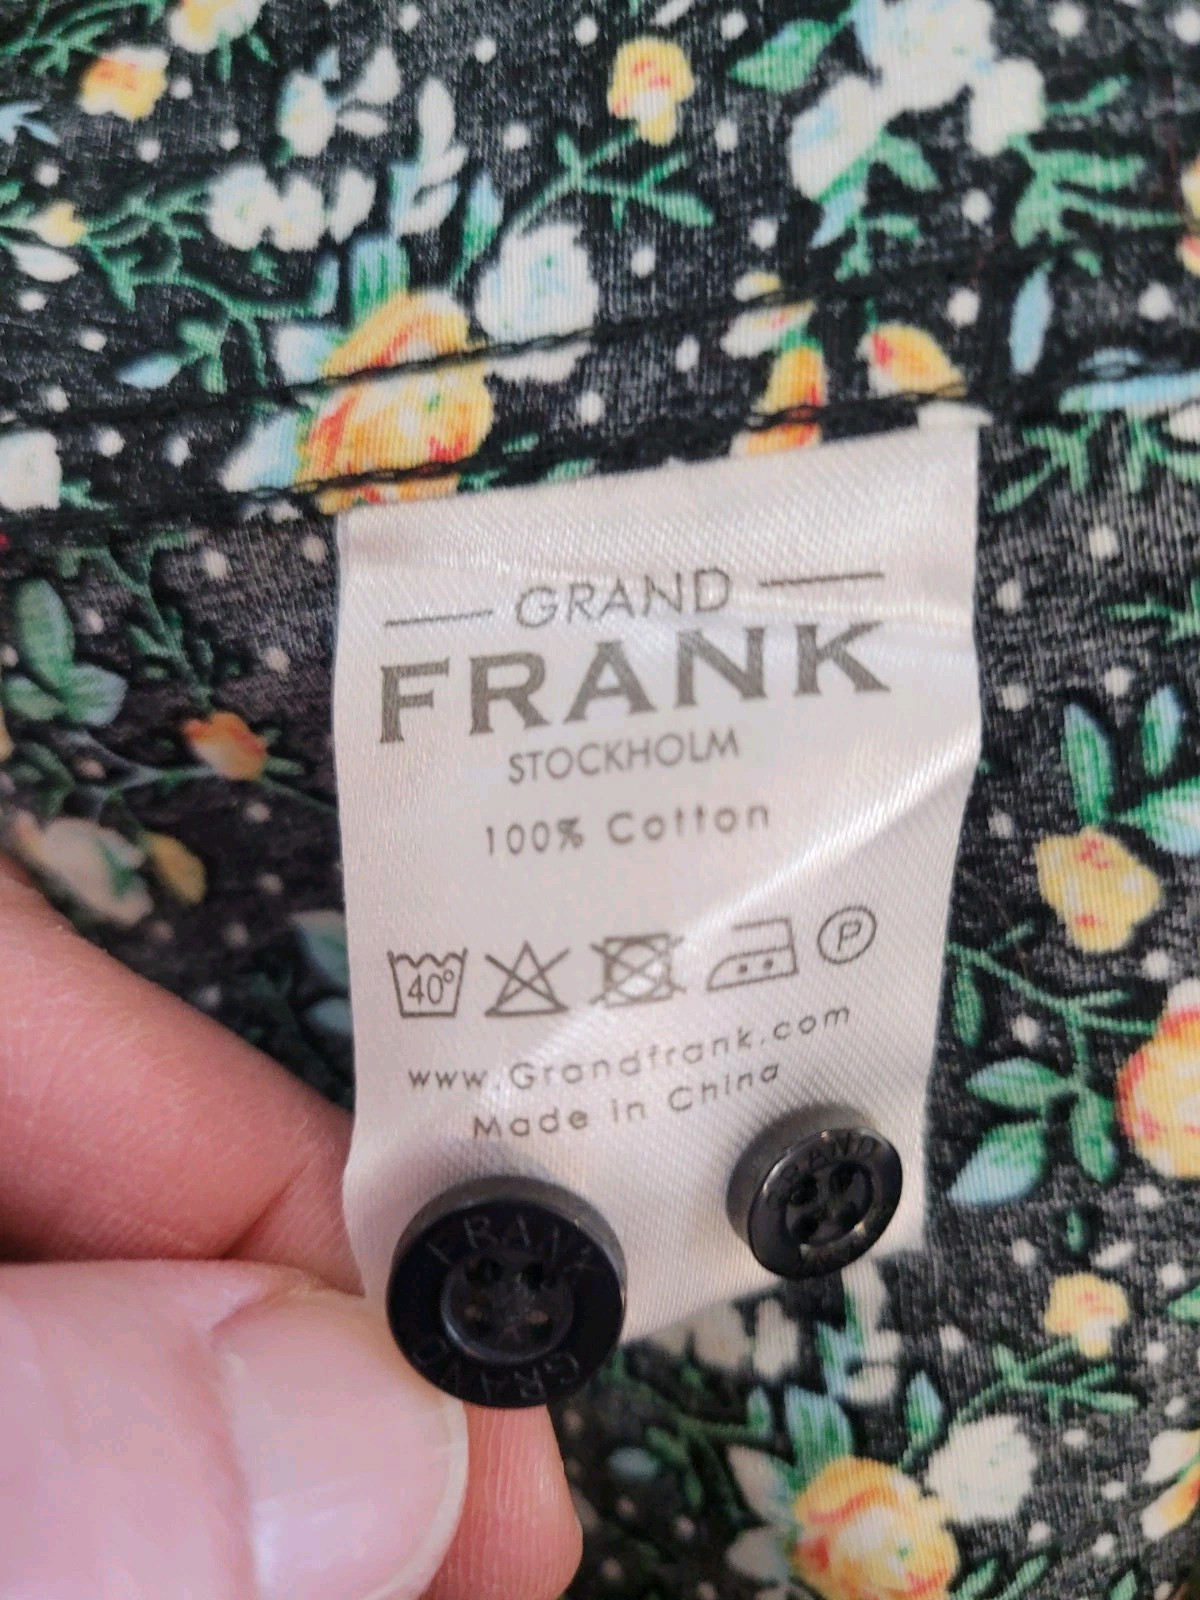 GRAND
FRANK
STOCKHOLM
100% Cotton
40° P
www.Grandfrank.com
Made in China
FRANK
GRAND
GRAND